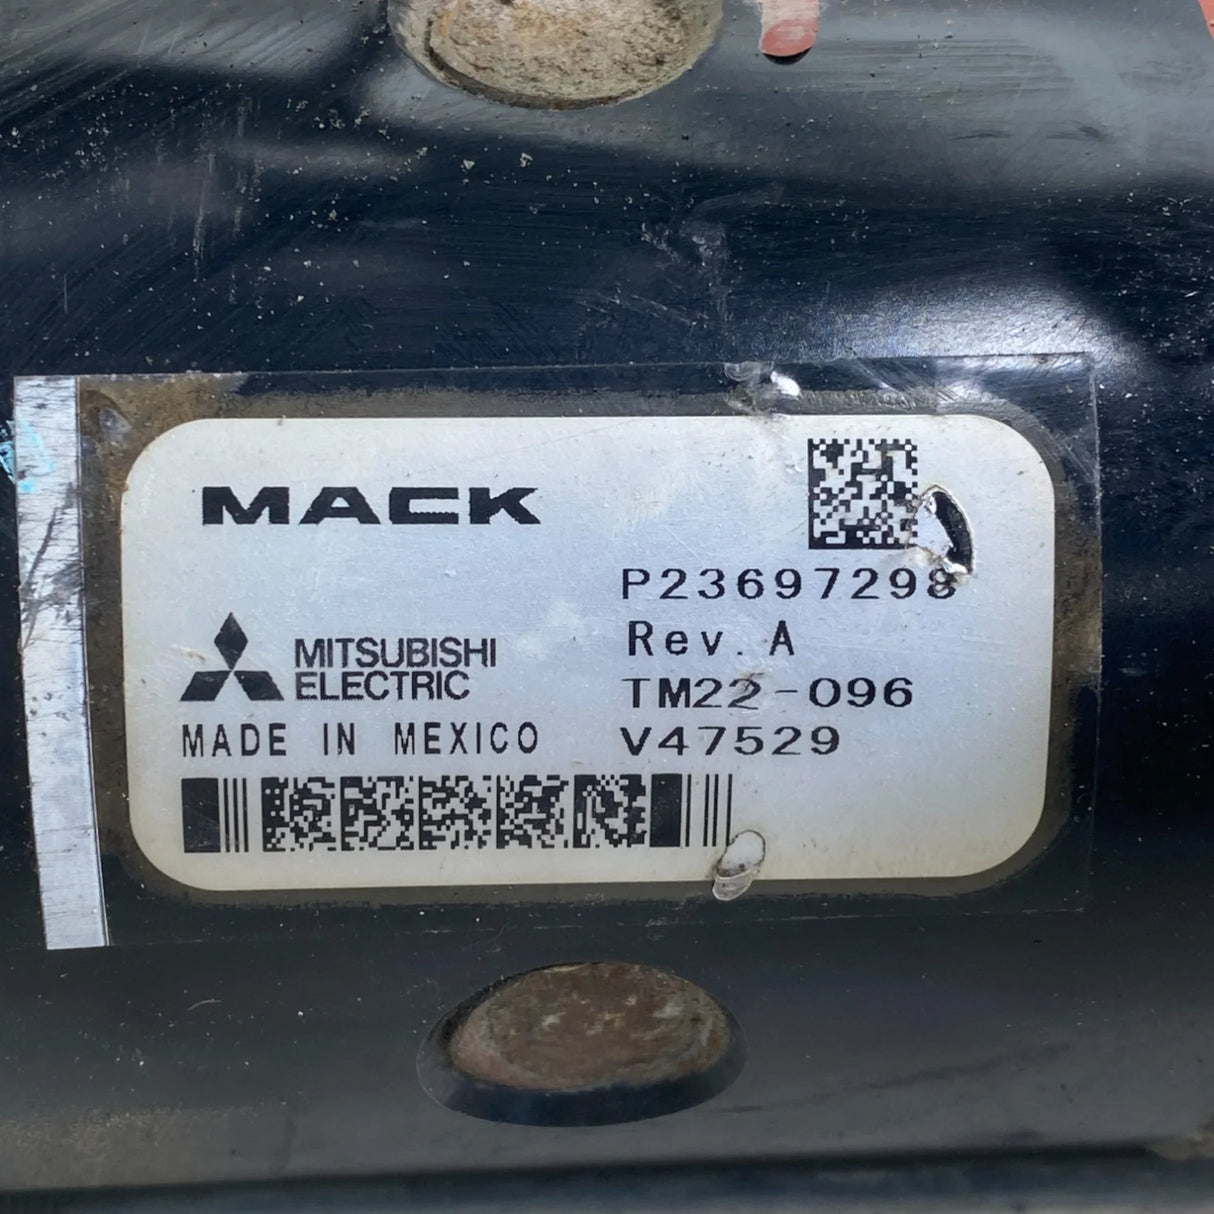 MACK
P23697298
Rev. A
MITSUBISHI
ELECTRIC
TM22-096
MADE IN MEXICO
V47529